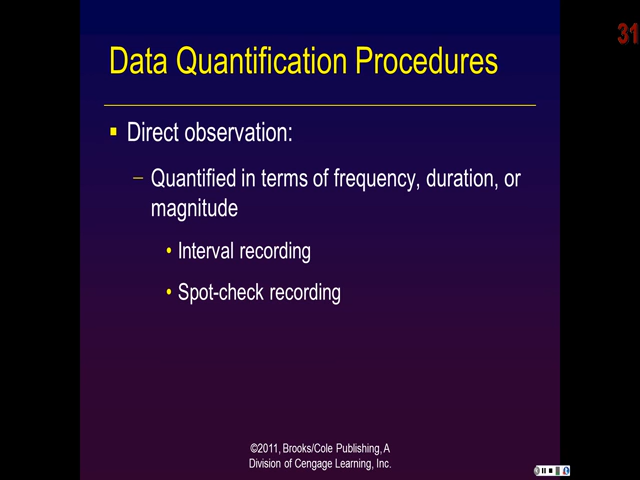 31
Data Quantification Procedures
▪ Direct observation:
– Quantified in terms of frequency, duration, or
magnitude
• Interval recording
• Spot-check recording
©2011, Brooks/Cole Publishing, A
Division of Cengage Learning, Inc.